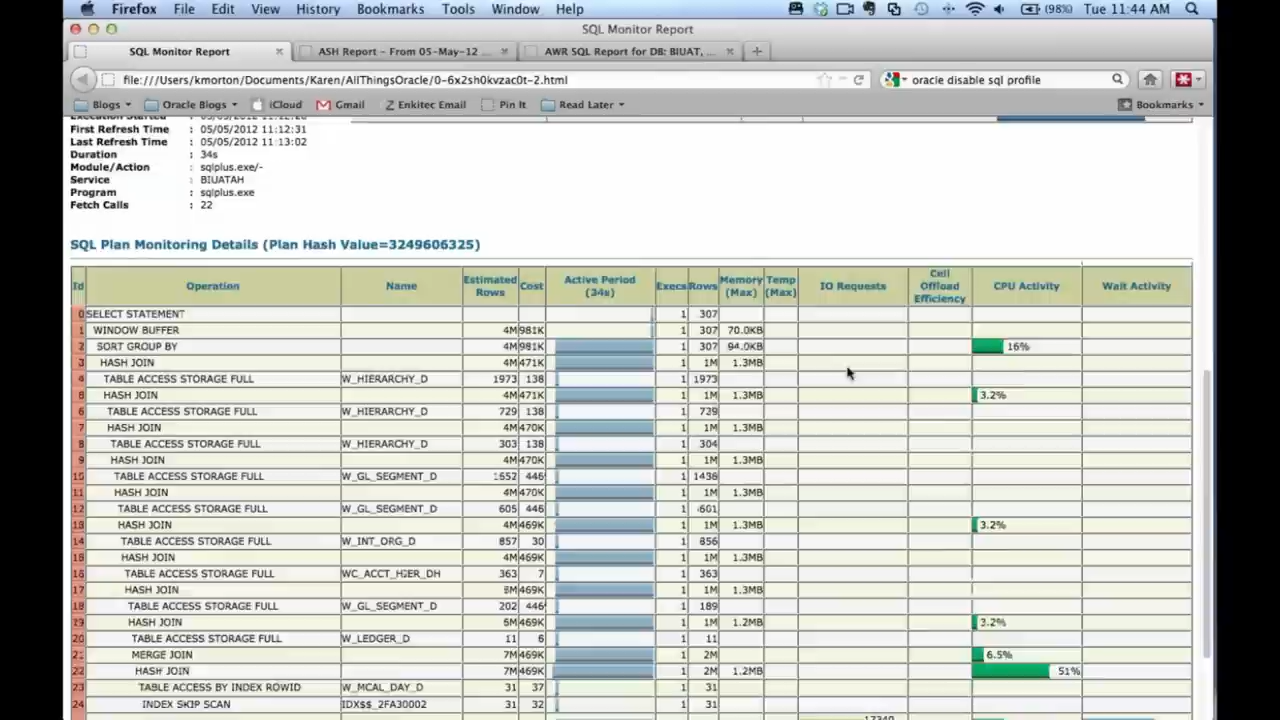 Firefox File Edit View History Bookmarks Tools Window Help (98%) Tue 11:44 AM
SQL Monitor Report
SQL Monitor Report ASH Report - From 05-May-12 ... AWR SQL Report for DB: BIUAT, ...
file:///Users/kmorton/Documents/Karen/AllThingsOracle/0-6x2sh0kvzac0t-2.html oracle disable sql profile
Blogs Oracle Blogs iCloud Gmail Enkitec Email Pin It Read Later Bookmarks
First Refresh Time : 05/05/2012 11:12:31
Last Refresh Time : 05/05/2012 11:13:02
Duration : 34s
Module/Action : sqlplus.exe/-
Service : BIUATAH
Program : sqlplus.exe
Fetch Calls : 22
SQL Plan Monitoring Details (Plan Hash Value=3249606325)
Id Operation Name Estimated Rows Cost Active Period (34s) Execs Rows Memory (Max) Temp (Max) IO Requests Cell Offload Efficiency CPU Activity Wait Activity
0 SELECT STATEMENT 1 307
1 WINDOW BUFFER 4M 981K 1 307 70.0KB
2 SORT GROUP BY 4M 981K 1 307 94.0KB 16%
3 HASH JOIN 4M 471K 1 1M 1.3MB
4 TABLE ACCESS STORAGE FULL W_HIERARCHY_D 1973 138 1 1973
5 HASH JOIN 4M 471K 1 1M 1.3MB 3.2%
6 TABLE ACCESS STORAGE FULL W_HIERARCHY_D 729 138 1 729
7 HASH JOIN 4M 470K 1 1M 1.3MB
8 TABLE ACCESS STORAGE FULL W_HIERARCHY_D 303 138 1 304
9 HASH JOIN 4M 470K 1 1M 1.3MB
10 TABLE ACCESS STORAGE FULL W_GL_SEGMENT_D 1652 446 1 1436
11 HASH JOIN 4M 470K 1 1M 1.3MB
12 TABLE ACCESS STORAGE FULL W_GL_SEGMENT_D 605 446 1 601
13 HASH JOIN 4M 469K 1 1M 1.3MB 3.2%
14 TABLE ACCESS STORAGE FULL W_INT_ORG_D 857 30 1 856
15 HASH JOIN 4M 469K 1 1M 1.3MB
16 TABLE ACCESS STORAGE FULL WC_ACCT_HIER_DH 363 7 1 363
17 HASH JOIN 5M 469K 1 1M 1.3MB
18 TABLE ACCESS STORAGE FULL W_GL_SEGMENT_D 202 446 1 189
19 HASH JOIN 5M 469K 1 1M 1.2MB 3.2%
20 TABLE ACCESS STORAGE FULL W_LEDGER_D 11 6 1 11
21 MERGE JOIN 7M 469K 1 2M 6.5%
22 HASH JOIN 7M 469K 1 2M 1.2MB 51%
23 TABLE ACCESS BY INDEX ROWID W_MCAL_DAY_D 31 37 1 31
24 INDEX SKIP SCAN IDX$$_2FA30002 31 32 1 31